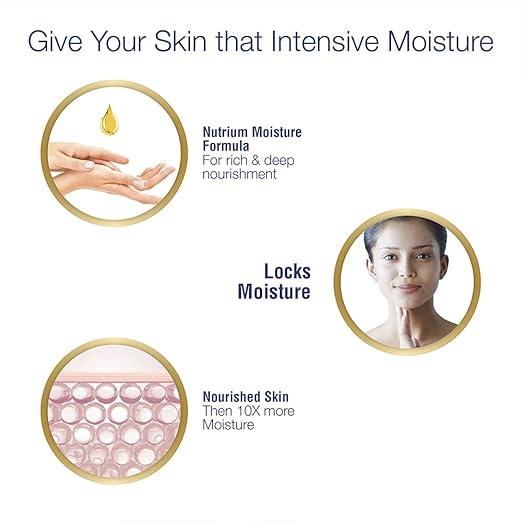 Give Your Skin that Intensive Moisture
Nutrium Moisture
Formula
For rich & deep
nourishment
Locks
Moisture
Nourished Skin
Then 10X more
Moisture